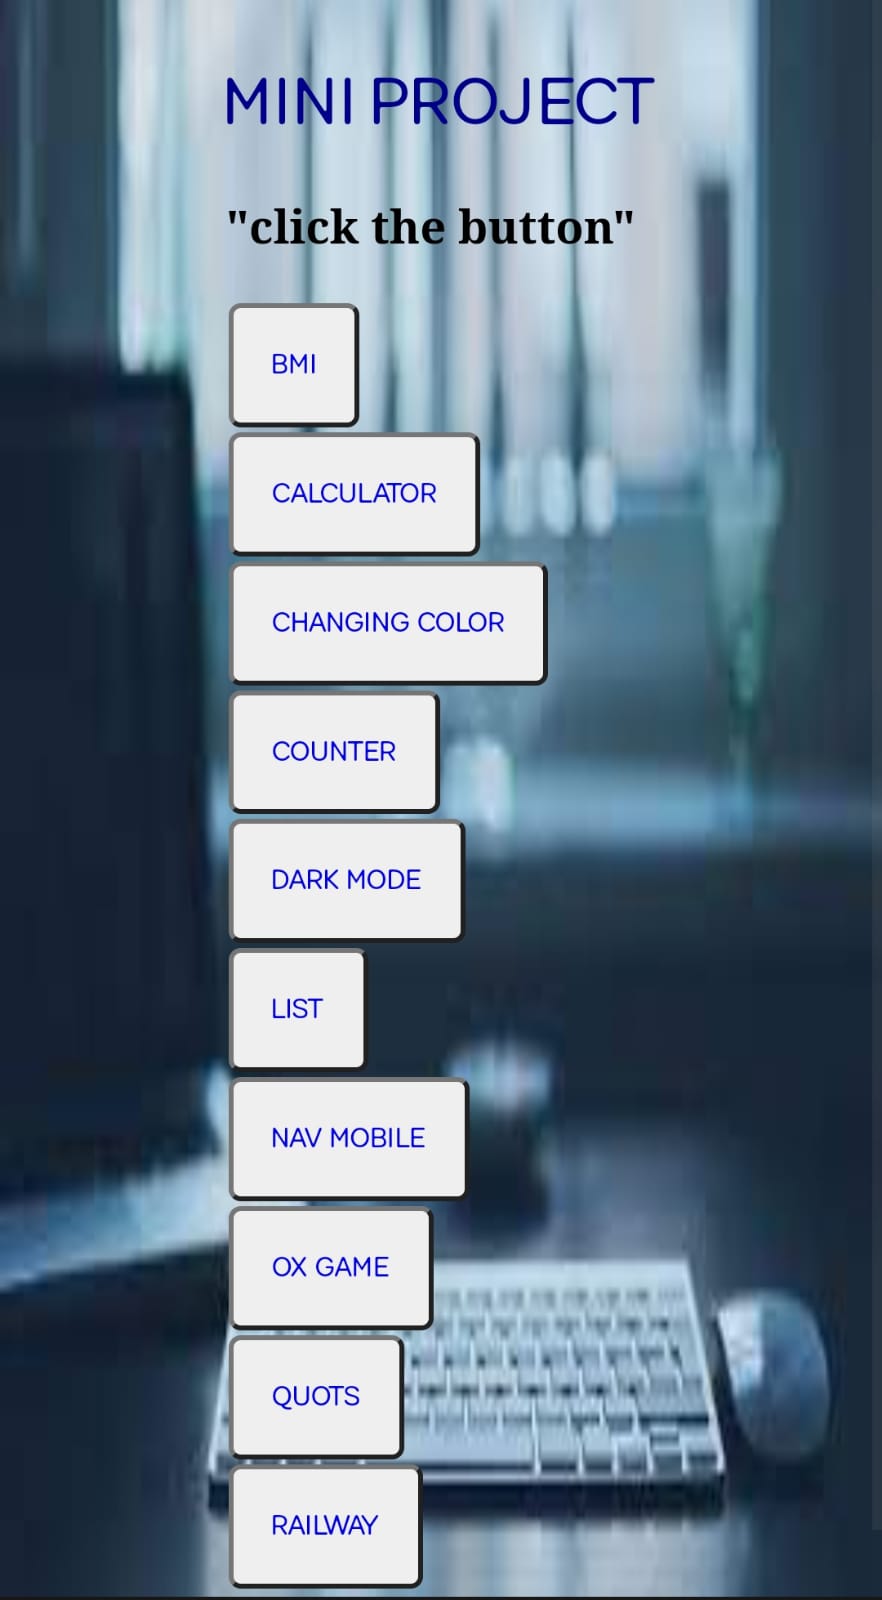 MINI PROJECT
"click the button"
BMI
CALCULATOR
CHANGING COLOR
COUNTER
DARK MODE
LIST
NAV MOBILE
OX GAME
QUOTS
RAILWAY